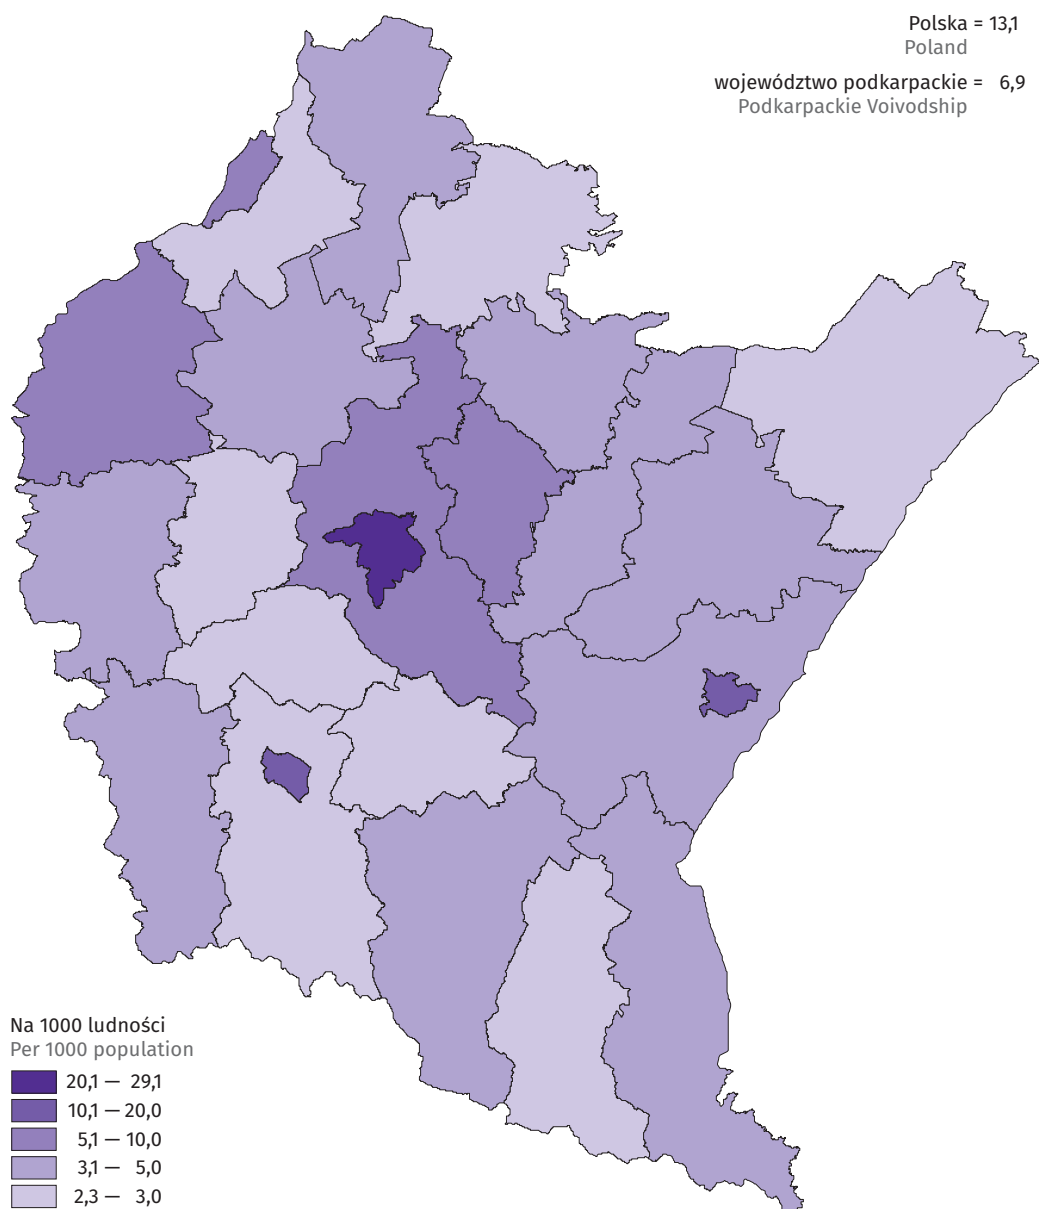 Polska = 13,1
Poland
województwo podkarpackie = 6,9
Podkarpackie Voivodship
Na 1000 ludności
Per 1000 population
20,1 — 29,1
10,1 — 20,0
5,1 — 10,0
3,1 — 5,0
2,3 — 3,0